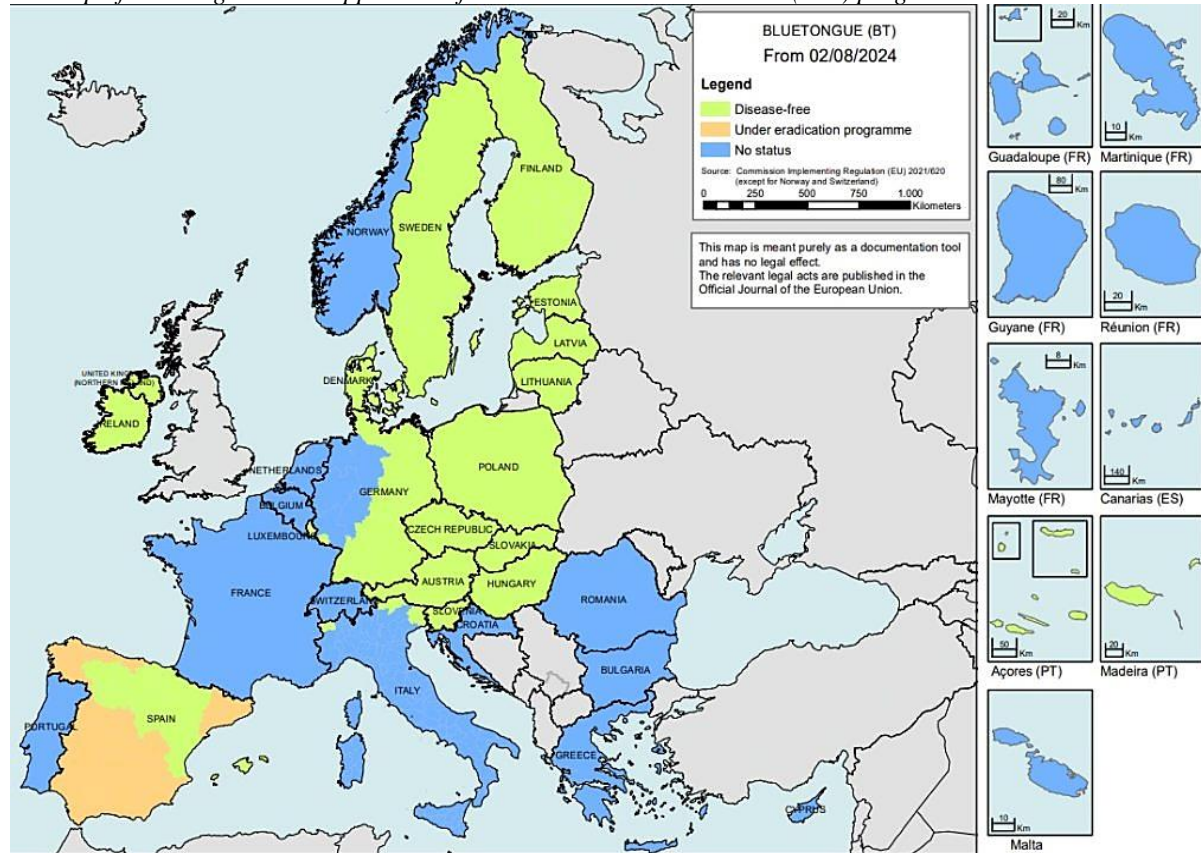 BLUETONGUE (BT)
From 02/08/2024
Legend
Disease-free
Under eradication programme
No status
Source: Commission Implementing Regulation (EU) 2021/620
(except for Norway and Switzerland)
0 250 500 750 1.000
Kilometers
This map is meant purely as a documentation tool
and has no legal effect.
The relevant legal acts are published in the
Official Journal of the European Union.
FINLAND
SWEDEN
NORWAY
ESTONIA
LATVIA
LITHUANIA
DENMARK
UNITED KINGDOM
(NORTHERN IRELAND)
IRELAND
NETHERLANDS
BELGIUM
LUXEMBOURG
GERMANY
POLAND
CZECH REPUBLIC
SLOVAKIA
AUSTRIA
HUNGARY
FRANCE
SWITZERLAND
SLOVENIA
CROATIA
ROMANIA
BULGARIA
ITALY
SPAIN
PORTUGAL
GREECE
CYPRUS
20
Km
Guadaloupe (FR)
10
Km
Martinique (FR)
80
Km
Guyane (FR)
20
Km
Réunion (FR)
8
Km
Mayotte (FR)
140
Km
Canarias (ES)
50
Km
Açores (PT)
20
Km
Madeira (PT)
10
Km
Malta